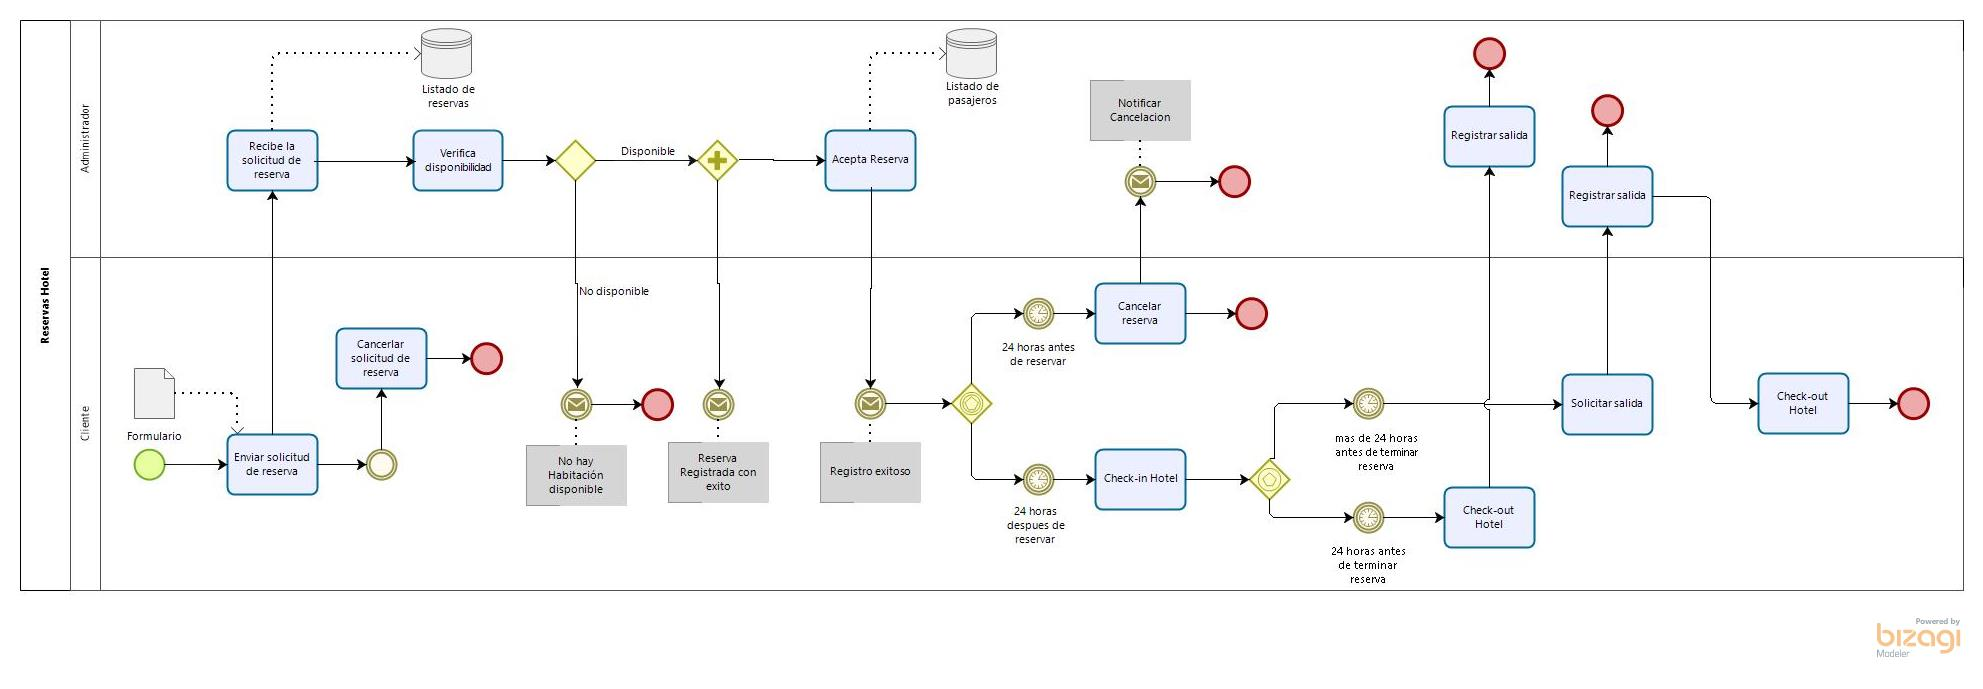 Reservas Hotel
Administrador
Listado de
reservas
Listado de
pasajeros
Recibe la
solicitud de
reserva
Verifica
disponibilidad
Disponible
Acepta Reserva
Notificar
Cancelacion
Registrar salida
Registrar salida
Cliente
No disponible
Formulario
Enviar solicitud
de reserva
Cancerlar
solicitud de
reserva
No hay
Habitación
disponible
Reserva
Registrada con
exito
Registro exitoso
24 horas antes
de reservar
Cancelar
reserva
24 horas
despues de
reservar
Check-in Hotel
mas de 24 horas
antes de terminar
reserva
24 horas antes
de terminar
reserva
Check-out
Hotel
Solicitar salida
Check-out
Hotel
Powered by
bizagi
Modeler